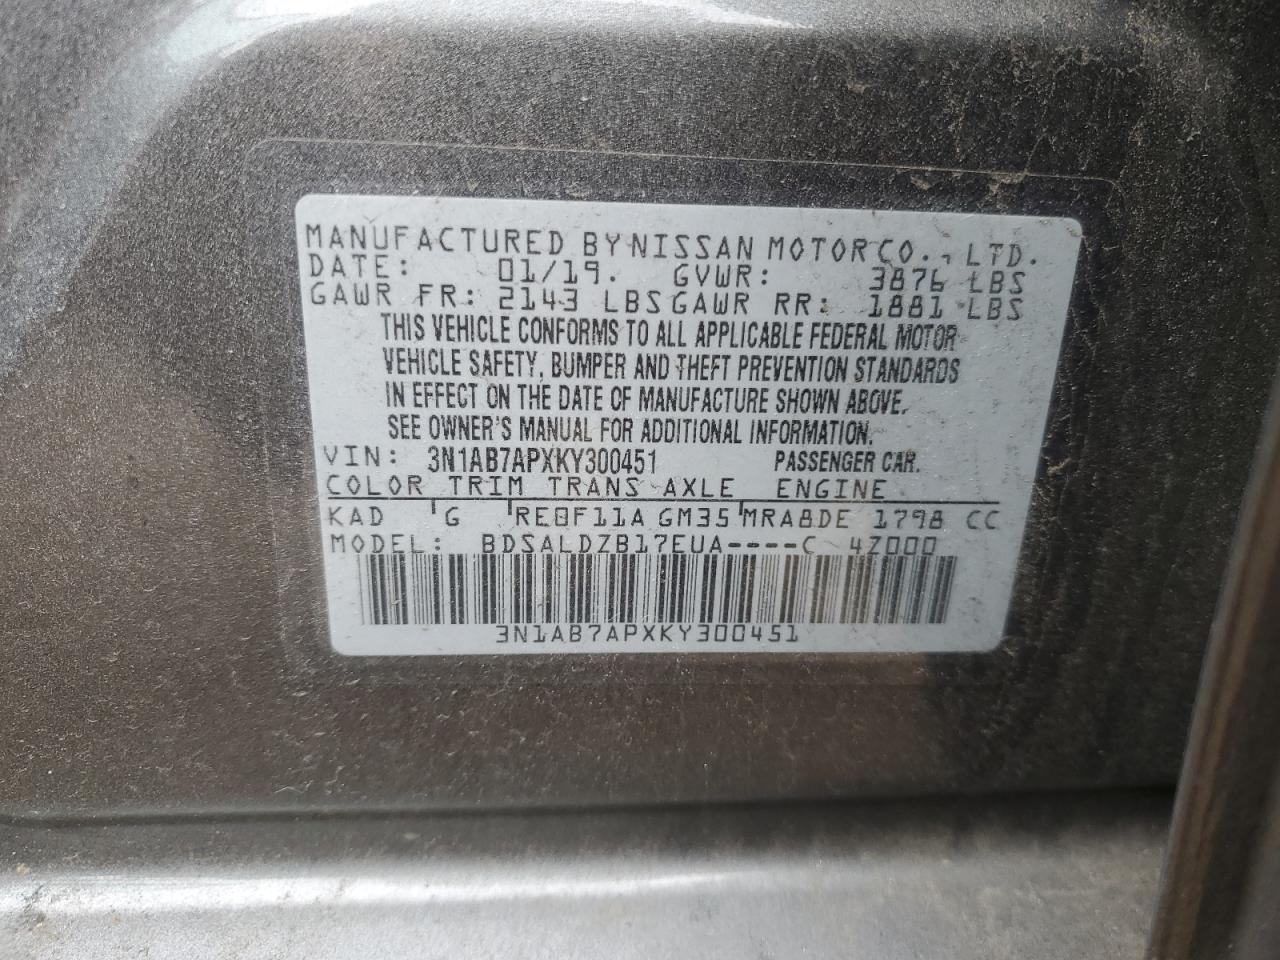 MANUFACTURED BY NISSAN MOTOR CO., LTD.
DATE: 01/19. GVWR: 3876 LBS
GAWR FR: 2143 LBS GAWR RR: 1881 LBS
THIS VEHICLE CONFORMS TO ALL APPLICABLE FEDERAL MOTOR
VEHICLE SAFETY, BUMPER AND THEFT PREVENTION STANDARDS
IN EFFECT ON THE DATE OF MANUFACTURE SHOWN ABOVE.
SEE OWNER'S MANUAL FOR ADDITIONAL INFORMATION.
VIN: 3N1AB7APXKY300451 PASSENGER CAR.
COLOR TRIM TRANS AXLE ENGINE
KAD G RE0F11A GM35 MRA8DE 1798 CC
MODEL: BDSALDZB17EUA----C 4Z000
3N1AB7APXKY300451